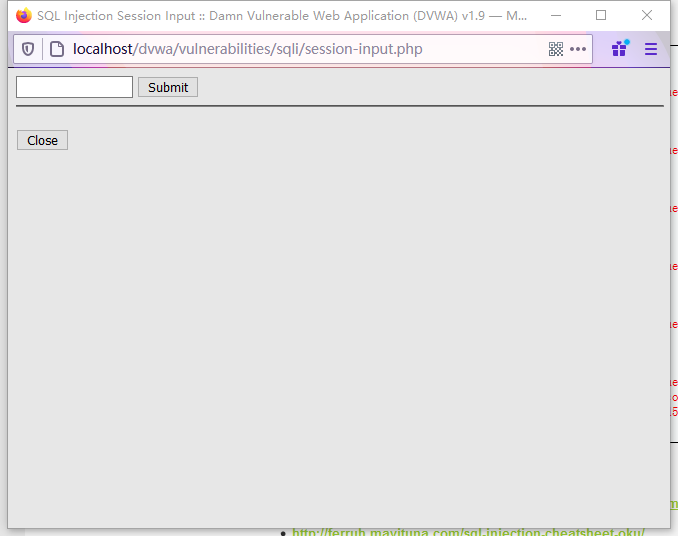 SQL Injection Session Input :: Damn Vulnerable Web Application (DVWA) v1.9 — M...
localhost/dvwa/vulnerabilities/sqli/session-input.php
Submit
Close
http://ferruh.mavituna.com/sql-injection-cheatsheet-oku/